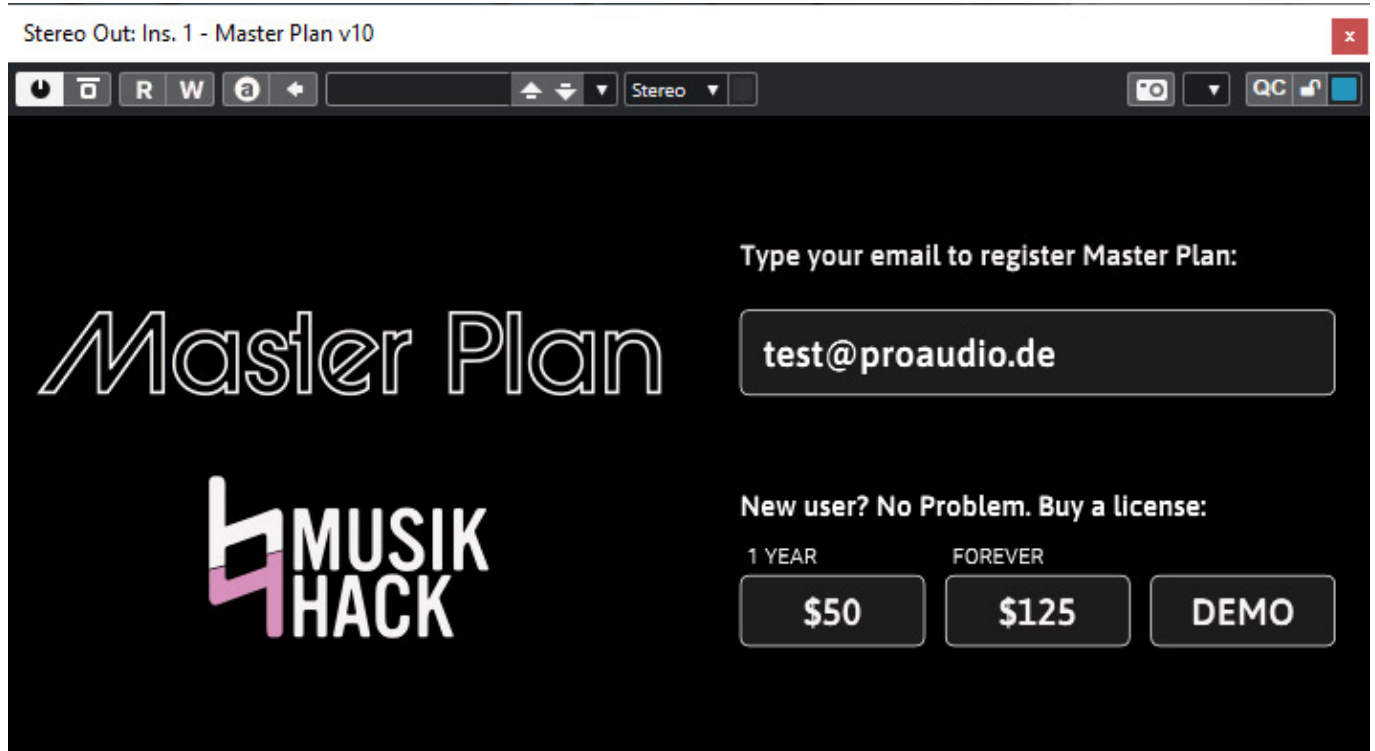 Stereo Out: Ins. 1 - Master Plan v10
x
R W a Stereo QC
Type your email to register Master Plan:
Master Plan
test@proaudio.de
New user? No Problem. Buy a license:
MUSIK
HACK
1 YEAR FOREVER
$50 $125 DEMO